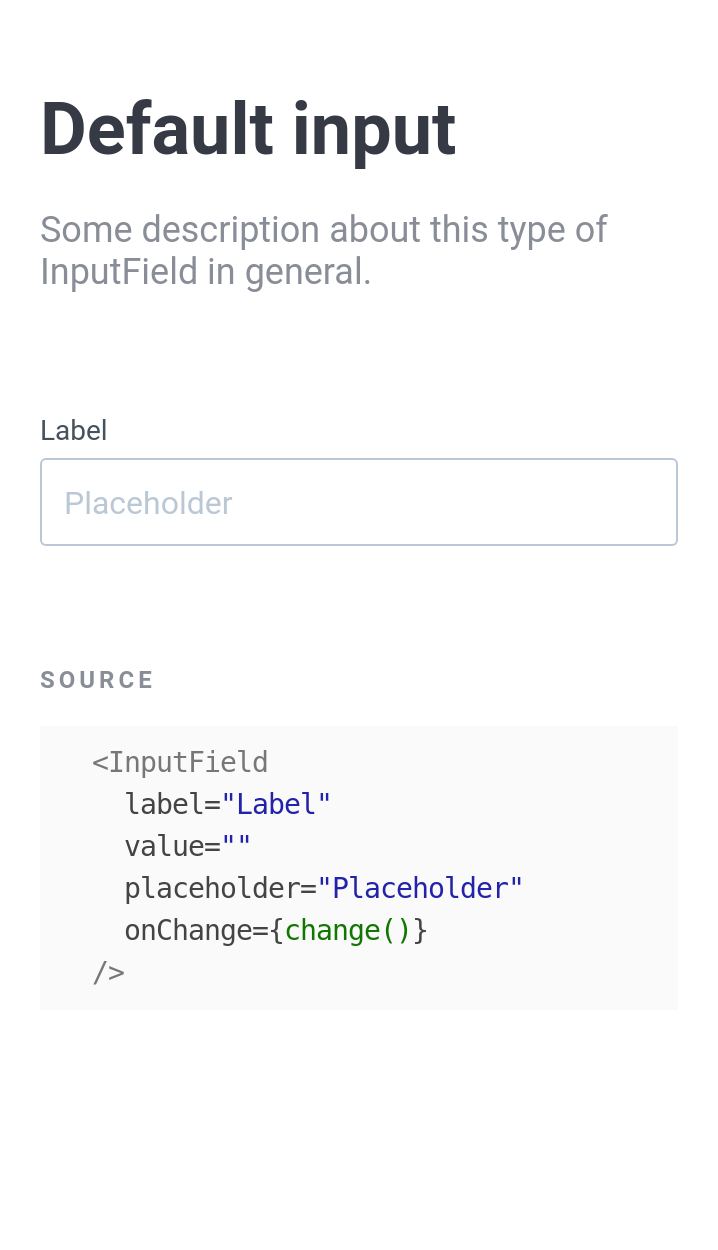 Default input
Some description about this type of
InputField in general.
Label
Placeholder
SOURCE
<InputField
  label="Label"
  value=""
  placeholder="Placeholder"
  onChange={change()}
/>